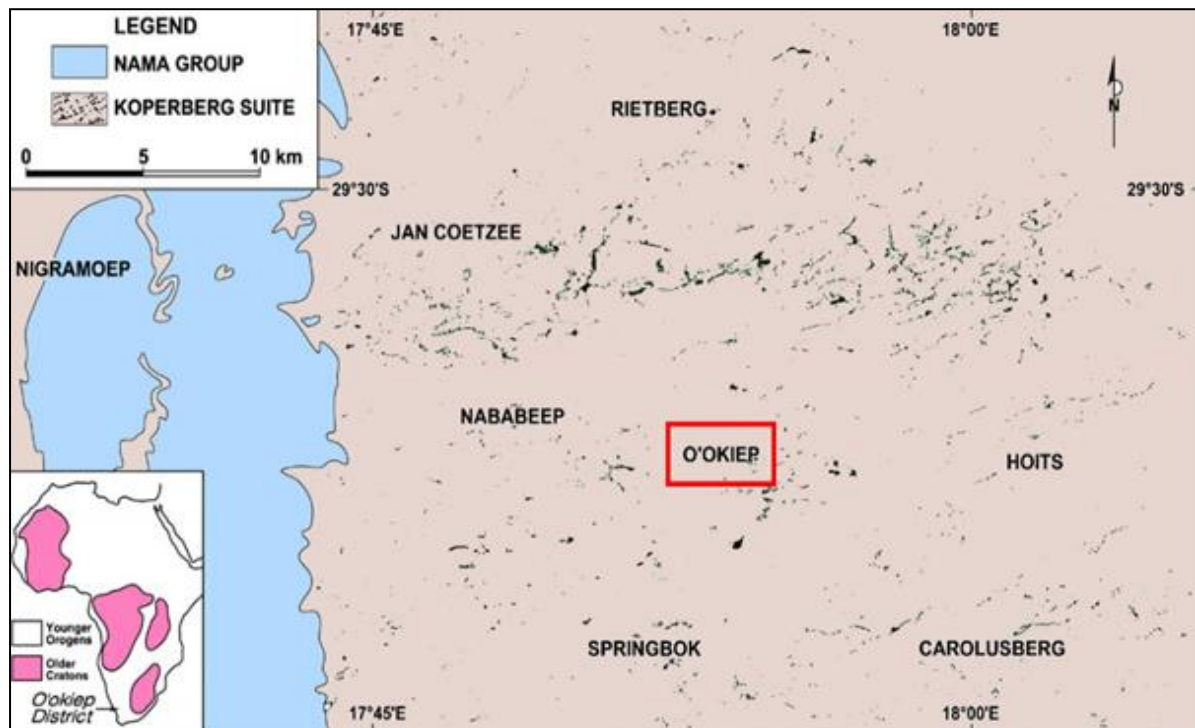 LEGEND
NAMA GROUP
KOPERBERG SUITE
0 5 10 km
17°45'E 18°00'E
N
RIETBERG
29°30'S 29°30'S
JAN COETZEE
NIGRAMOEP
NABABEEP
O'OKIEP
HOITS
SPRINGBOK
CAROLUSBERG
17°45'E 18°00'E
Younger
Orogens
Older
Cratons
O'okiep
District